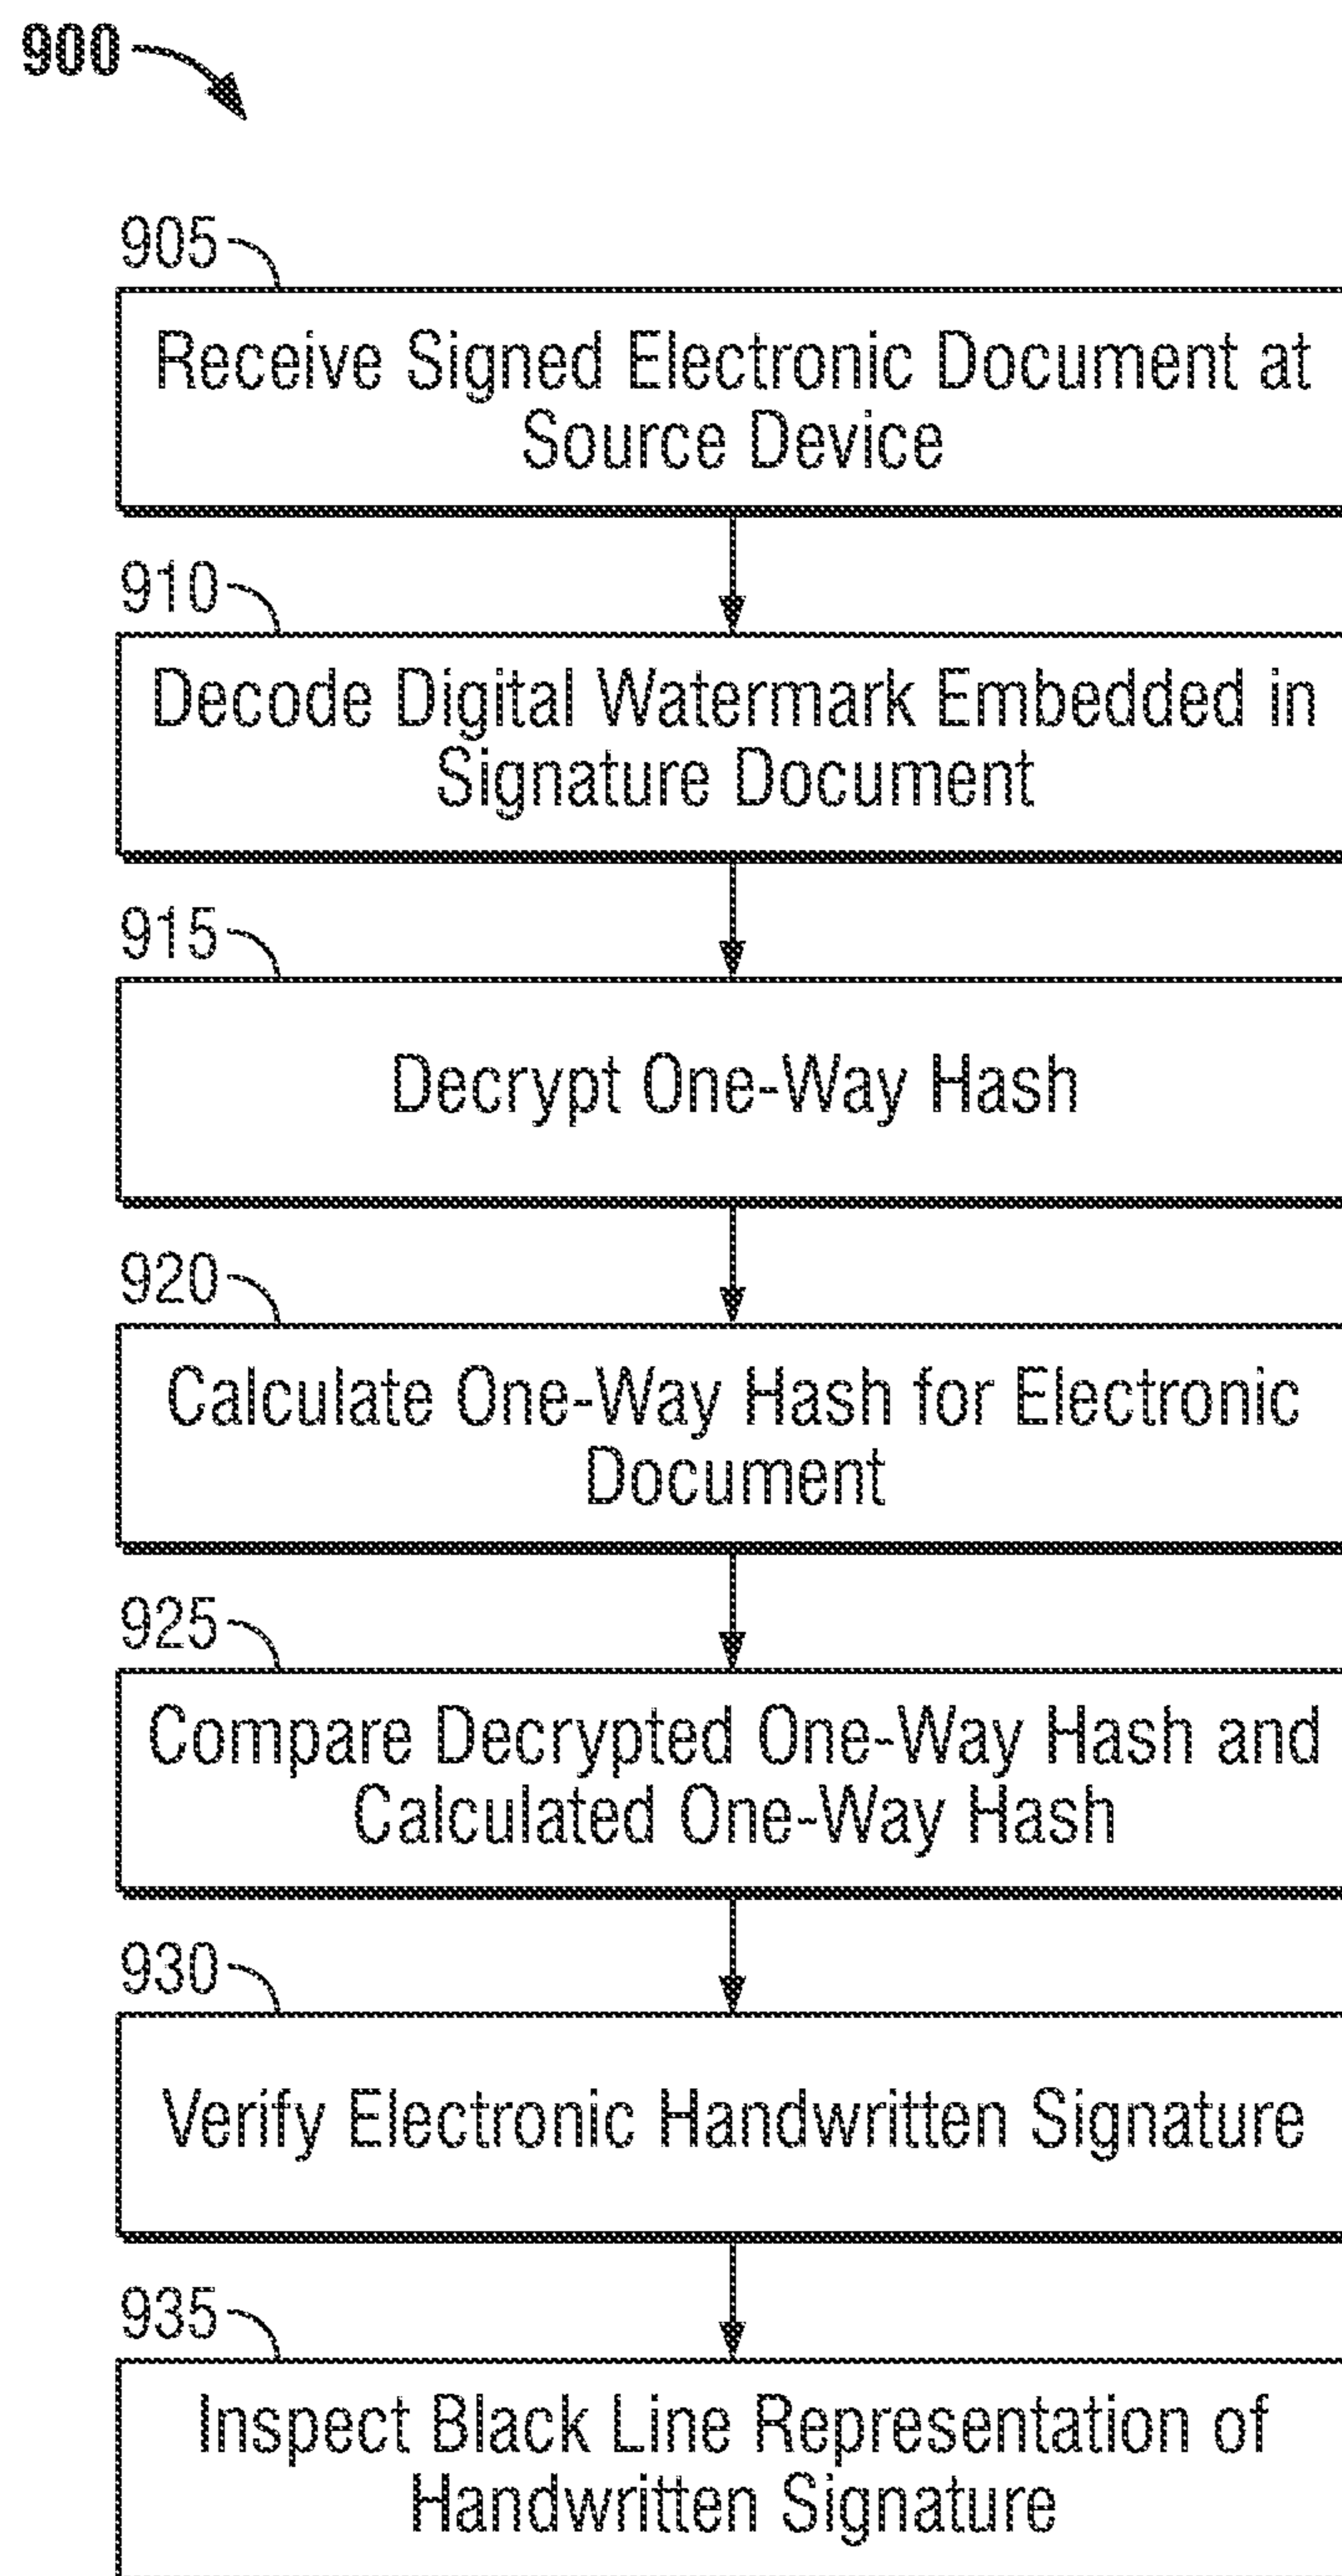 900
905
Receive Signed Electronic Document at
Source Device
910
Decode Digital Watermark Embedded in
Signature Document
915
Decrypt One-Way Hash
920
Calculate One-Way Hash for Electronic
Document
925
Compare Decrypted One-Way Hash and
Calculated One-Way Hash
930
Verify Electronic Handwritten Signature
935
Inspect Black Line Representation of
Handwritten Signature